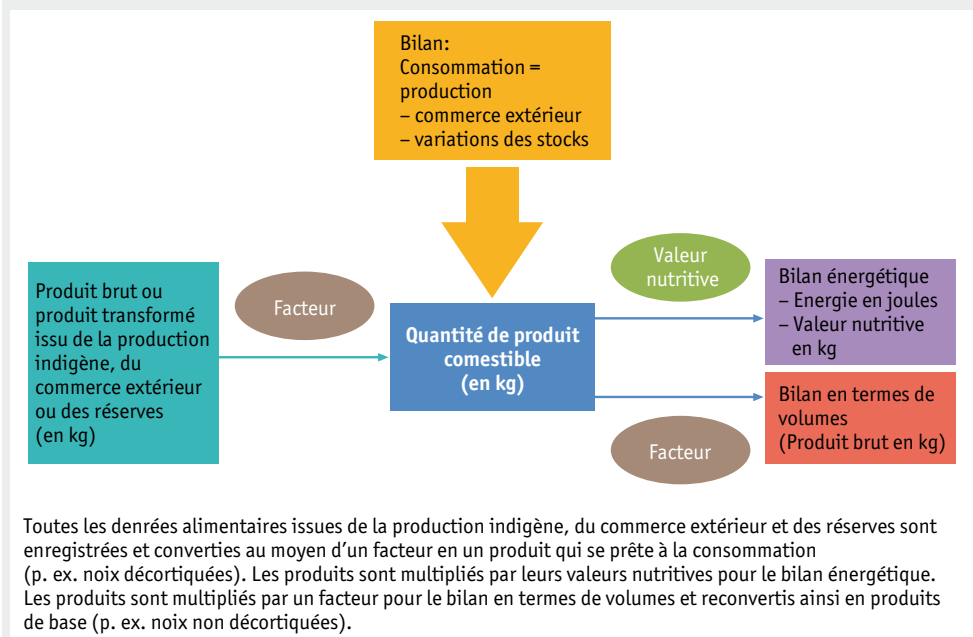 Bilan:
Consommation =
production
– commerce extérieur
– variations des stocks
Valeur
nutritive
Produit brut ou
produit transformé
issu de la production
indigène, du
commerce extérieur
ou des réserves
(en kg)
Facteur
Quantité de produit
comestible
(en kg)
Bilan énergétique
– Energie en joules
– Valeur nutritive
en kg
Bilan en termes de
volumes
(Produit brut en kg)
Facteur
Toutes les denrées alimentaires issues de la production indigène, du commerce extérieur et des réserves sont
enregistrées et converties au moyen d’un facteur en un produit qui se prête à la consommation
(p. ex. noix décortiquées). Les produits sont multipliés par leurs valeurs nutritives pour le bilan énergétique.
Les produits sont multipliés par un facteur pour le bilan en termes de volumes et reconvertis ainsi en produits
de base (p. ex. noix non décortiquées).